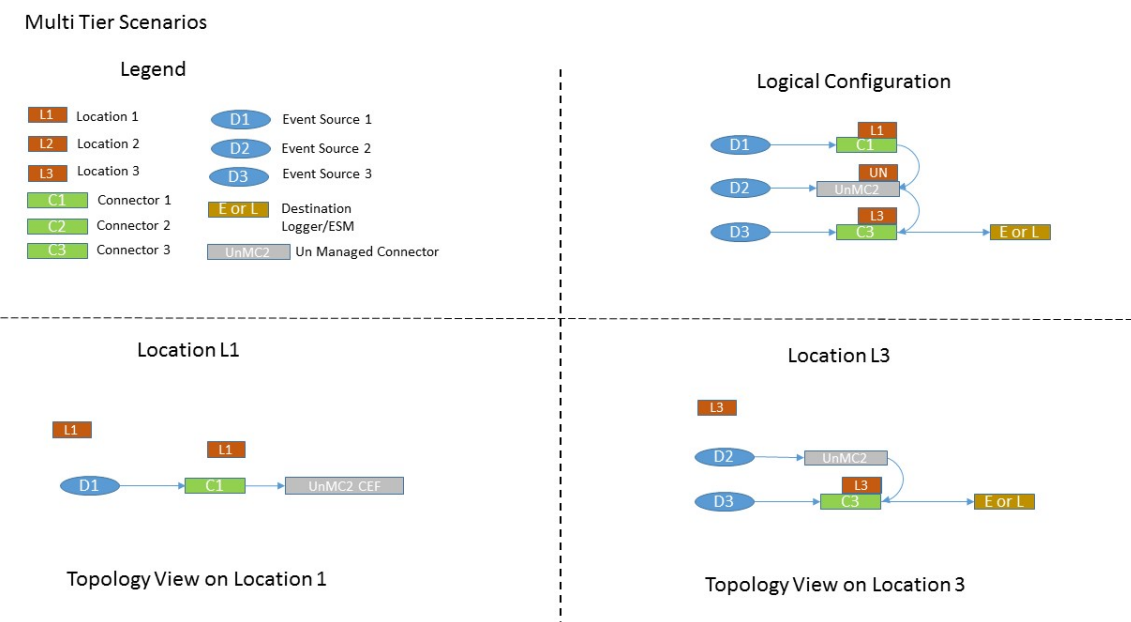 Multi Tier Scenarios
Legend
L1 Location 1
L2 Location 2
L3 Location 3
C1 Connector 1
C2 Connector 2
C3 Connector 3
D1 Event Source 1
D2 Event Source 2
D3 Event Source 3
E or L Destination
Logger/ESM
UnMC2 Un Managed Connector
Logical Configuration
L1
D1 C1
UN
D2 UnMC2
L3
D3 C3 E or L
Location L1
L1
L1
D1 C1 UnMC2 CEF
Topology View on Location 1
Location L3
L3
D2 UnMC2
L3
D3 C3 E or L
Topology View on Location 3